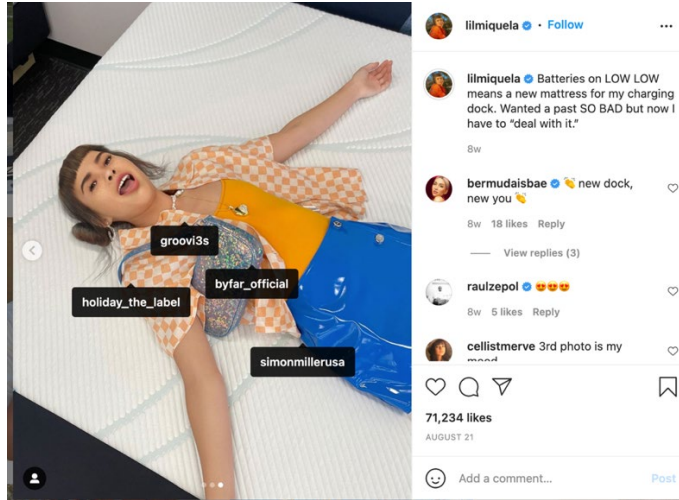 lilmiquela • Follow
lilmiquela Batteries on LOW LOW
means a new mattress for my charging
dock. Wanted a past SO BAD but now I
have to “deal with it.”
8w
bermudaisbae 👏 new dock,
new you 👏
8w 18 likes Reply
View replies (3)
raulzepol 😍😍😍
8w 5 likes Reply
cellistmerve 3rd photo is my
mood
groovi3s
byfar_official
holiday_the_label
simonmillerusa
71,234 likes
AUGUST 21
Add a comment...
Post